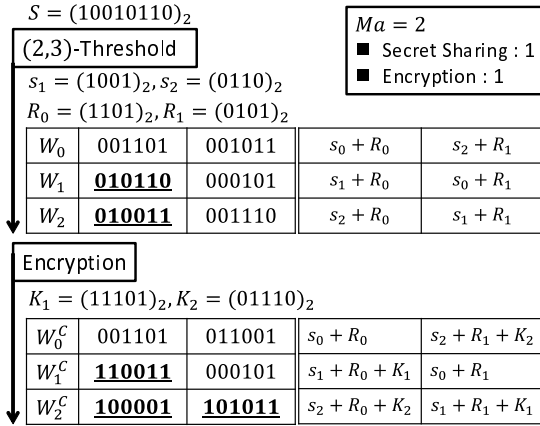 S = (10010110)₂
(2,3)-Threshold
Ma = 2
■ Secret Sharing : 1
■ Encryption : 1
s₁ = (1001)₂, s₂ = (0110)₂
R₀ = (1101)₂, R₁ = (0101)₂
W₀ 001101 001011 s₀ + R₀ s₂ + R₁
W₁ 010110 000101 s₁ + R₀ s₀ + R₁
W₂ 010011 001110 s₂ + R₀ s₁ + R₁
Encryption
K₁ = (11101)₂, K₂ = (01110)₂
W₀ᶜ 001101 011001 s₀ + R₀ s₂ + R₁ + K₂
W₁ᶜ 110011 000101 s₁ + R₀ + K₁ s₀ + R₁
W₂ᶜ 100001 101011 s₂ + R₀ + K₂ s₁ + R₁ + K₁